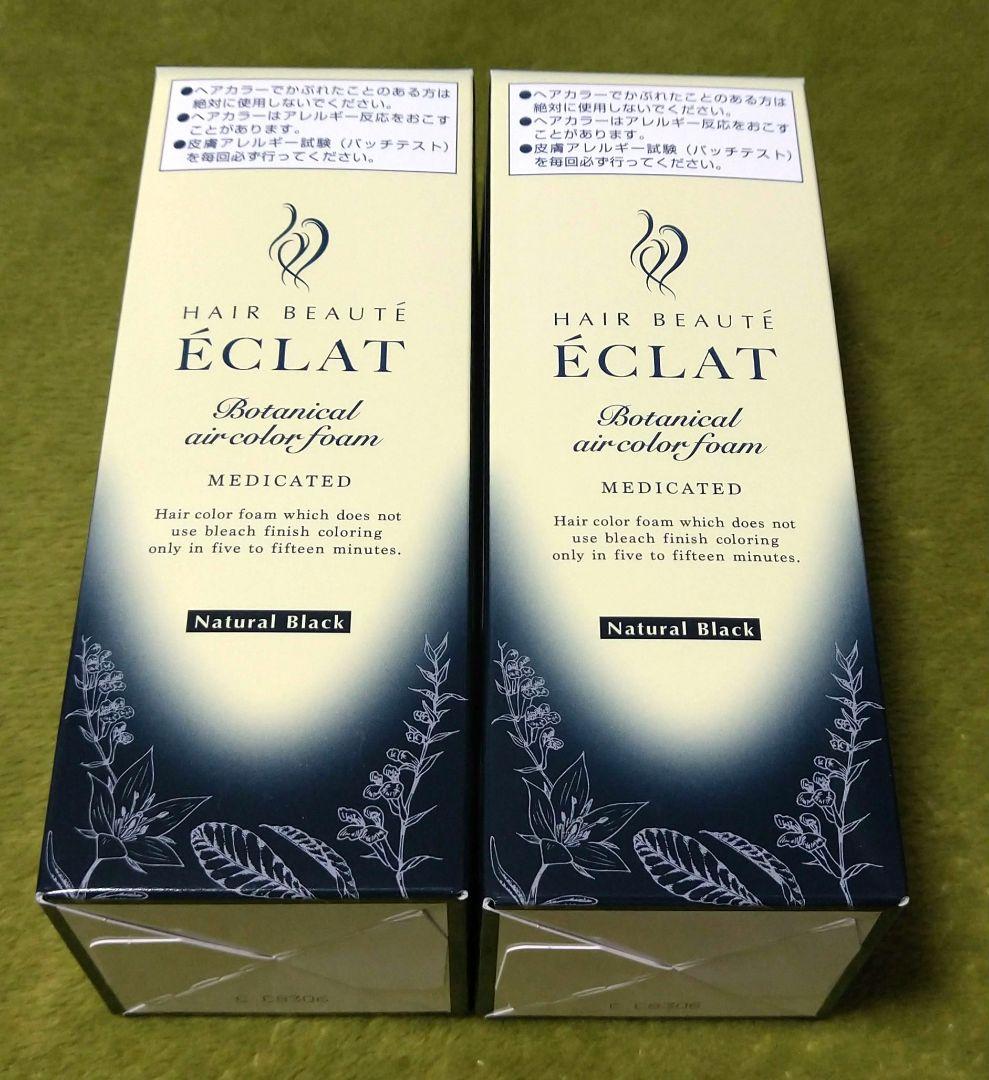 ●ヘアカラーでかぶれたことのある方は
絶対に使用しないでください。
●ヘアカラーはアレルギー反応をおこす
ことがあります。
●皮膚アレルギー試験（パッチテスト）
を毎回必ず行ってください。
HAIR BEAUTÉ
ÉCLAT
Botanical
air color foam
MEDICATED
Hair color foam which does not
use bleach finish coloring
only in five to fifteen minutes.
Natural Black
●ヘアカラーでかぶれたことのある方は
絶対に使用しないでください。
●ヘアカラーはアレルギー反応をおこす
ことがあります。
●皮膚アレルギー試験（パッチテスト）
を毎回必ず行ってください。
HAIR BEAUTÉ
ÉCLAT
Botanical
air color foam
MEDICATED
Hair color foam which does not
use bleach finish coloring
only in five to fifteen minutes.
Natural Black